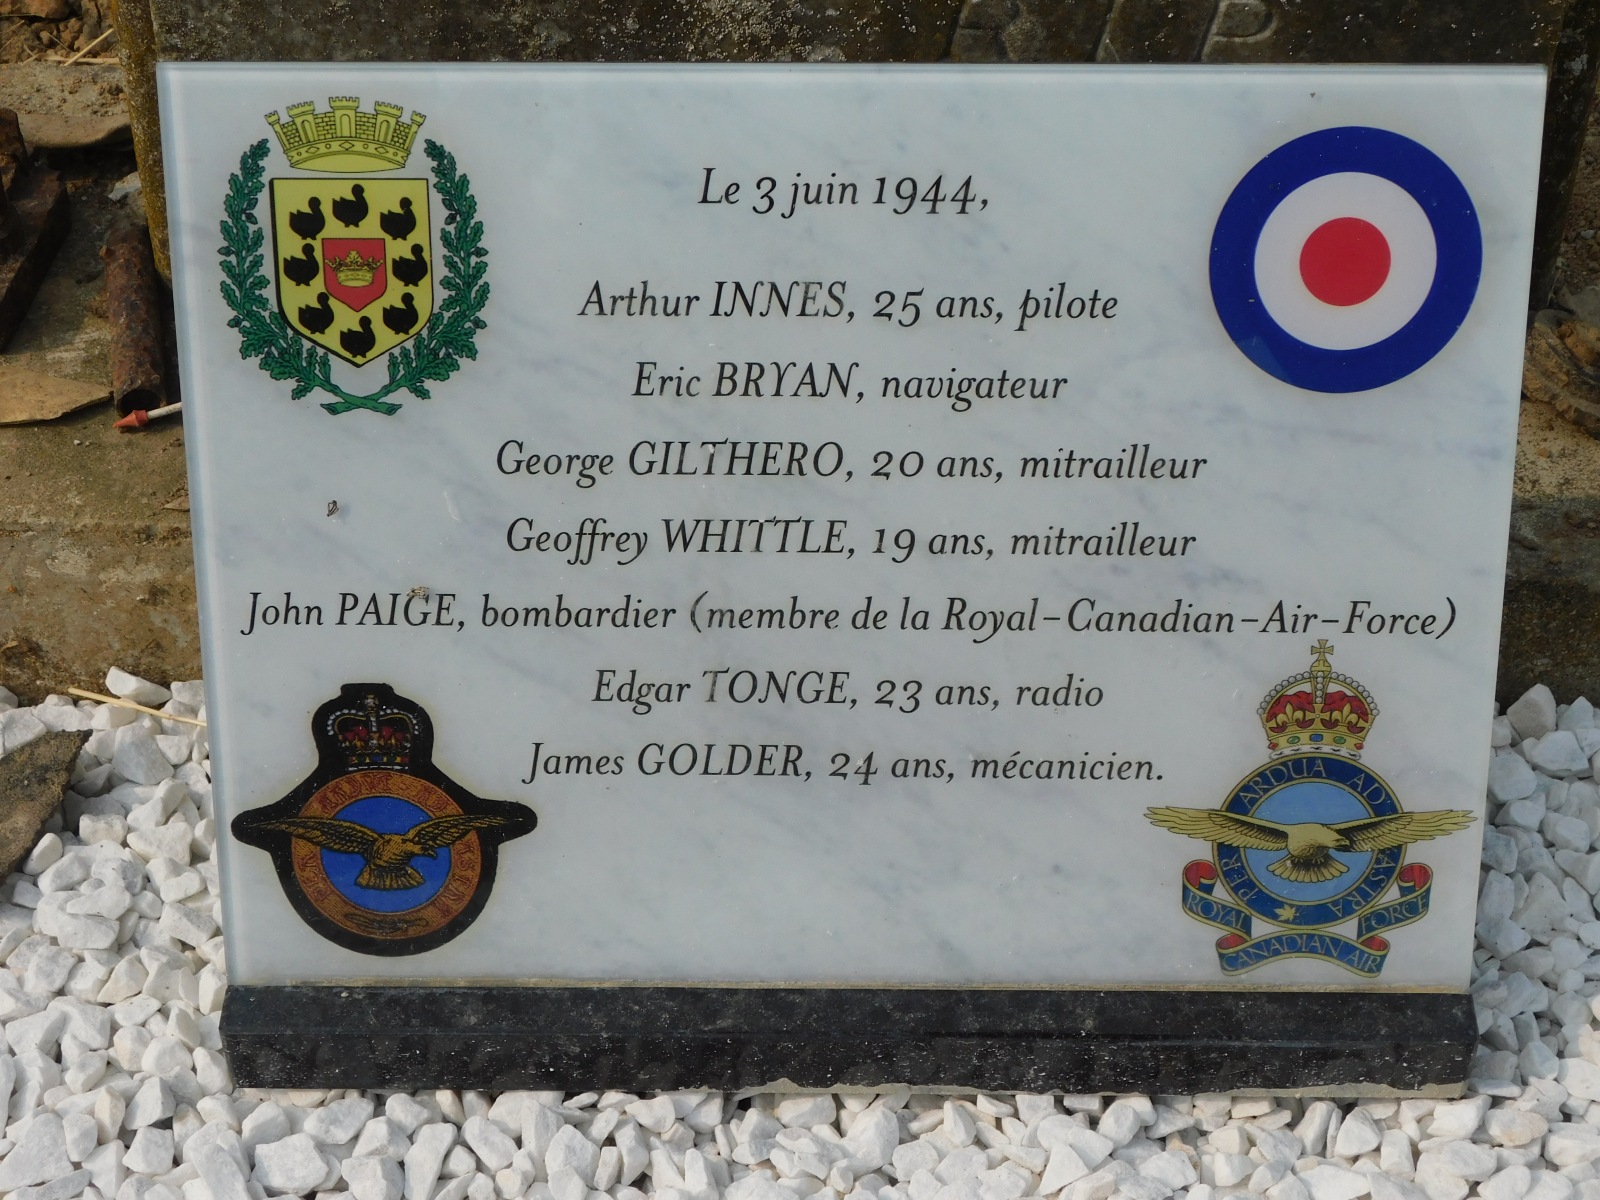 Le 3 juin 1944,
Arthur INNES, 25 ans, pilote
Eric BRYAN, navigateur
George GILTHERO, 20 ans, mitrailleur
Geoffrey WHITTLE, 19 ans, mitrailleur
John PAIGE, bombardier (membre de la Royal-Canadian-Air-Force)
Edgar TONGE, 23 ans, radio
James GOLDER, 24 ans, mécanicien.
PER ARDUA AD ASTRA
ROYAL CANADIAN AIR FORCE